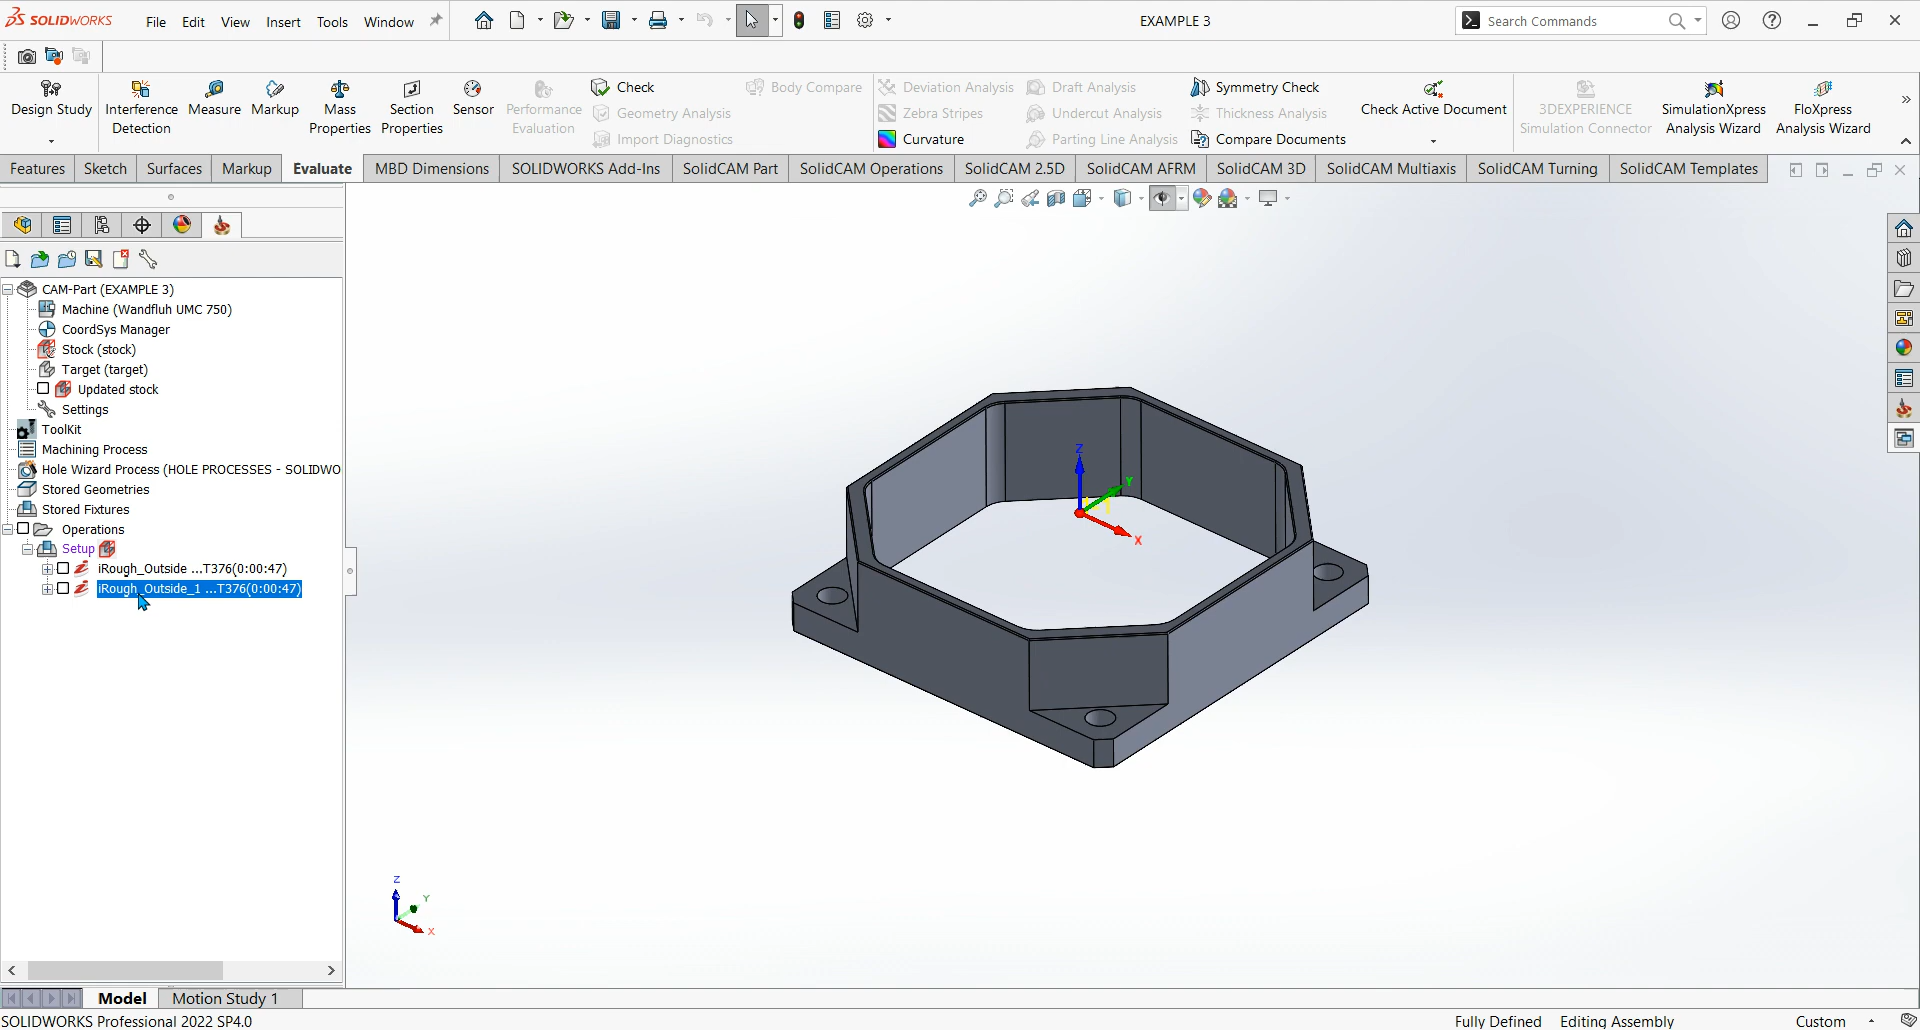 SOLIDWORKS File Edit View Insert Tools Window EXAMPLE 3 Search Commands
Design Study Interference Detection Measure Markup Mass Properties Section Properties Sensor Performance Evaluation
Check Body Compare Deviation Analysis Draft Analysis Symmetry Check Check Active Document 3DEXPERIENCE Simulation Connector SimulationXpress Analysis Wizard FloXpress Analysis Wizard
Geometry Analysis Zebra Stripes Undercut Analysis Thickness Analysis
Import Diagnostics Curvature Parting Line Analysis Compare Documents
Features Sketch Surfaces Markup Evaluate MBD Dimensions SOLIDWORKS Add-Ins SolidCAM Part SolidCAM Operations SolidCAM 2.5D SolidCAM AFRM SolidCAM 3D SolidCAM Multiaxis SolidCAM Turning SolidCAM Templates
CAM-Part (EXAMPLE 3)
Machine (Wandfluh UMC 750)
CoordSys Manager
Stock (stock)
Target (target)
Updated stock
Settings
ToolKit
Machining Process
Hole Wizard Process (HOLE PROCESSES - SOLIDWO
Stored Geometries
Stored Fixtures
Operations
Setup
iRough_Outside ...T376(0:00:47)
iRough_Outside_1 ...T376(0:00:47)
Z
Y
X
Z
Y
X
Model Motion Study 1
SOLIDWORKS Professional 2022 SP4.0 Fully Defined Editing Assembly Custom